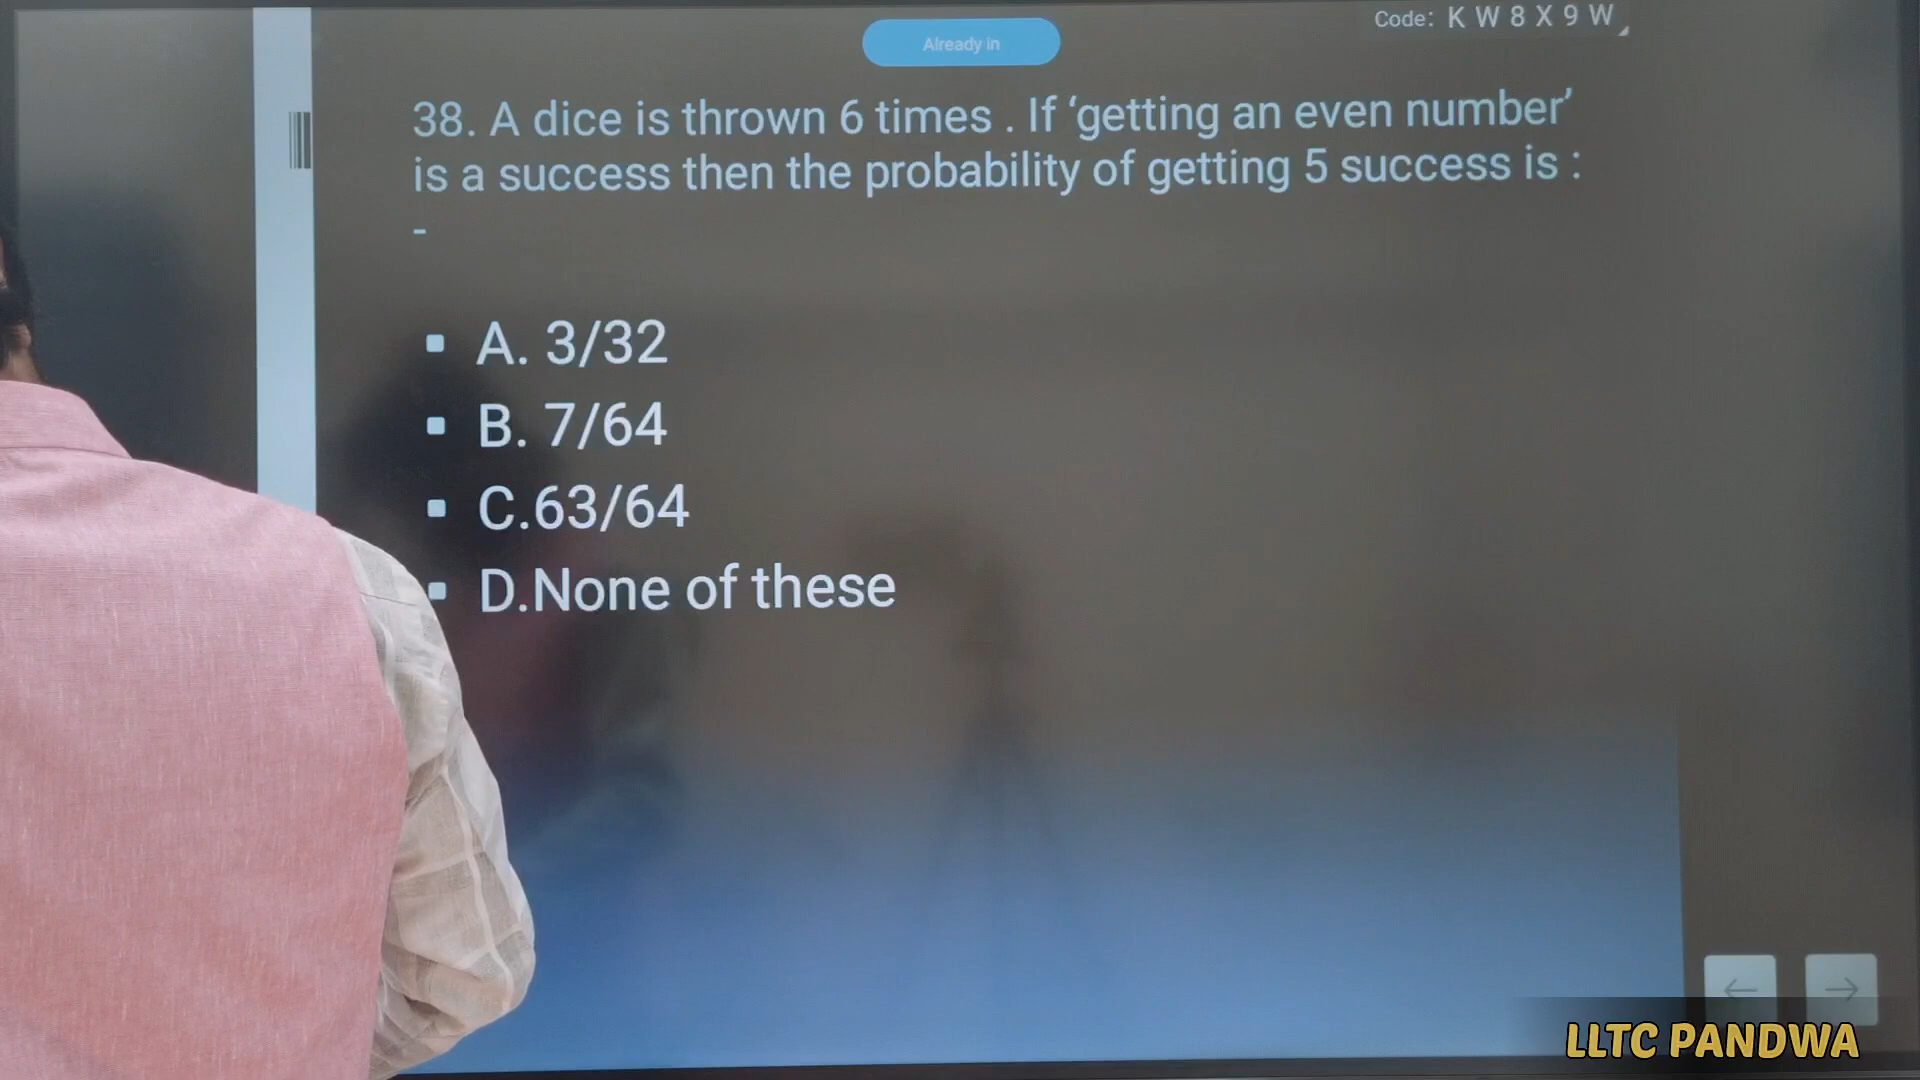 Already in
Code: K W 8 X 9 W
38. A dice is thrown 6 times . If ‘getting an even number’
is a success then the probability of getting 5 success is :
-
▪ A. 3/32
▪ B. 7/64
▪ C.63/64
▪ D.None of these
LLTC PANDWA